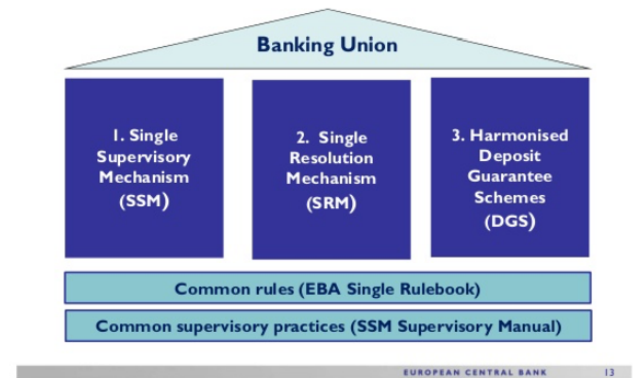 Banking Union
1. Single
Supervisory
Mechanism
(SSM)
2. Single
Resolution
Mechanism
(SRM)
3. Harmonised
Deposit
Guarantee
Schemes
(DGS)
Common rules (EBA Single Rulebook)
Common supervisory practices (SSM Supervisory Manual)
EUROPEAN CENTRAL BANK 13